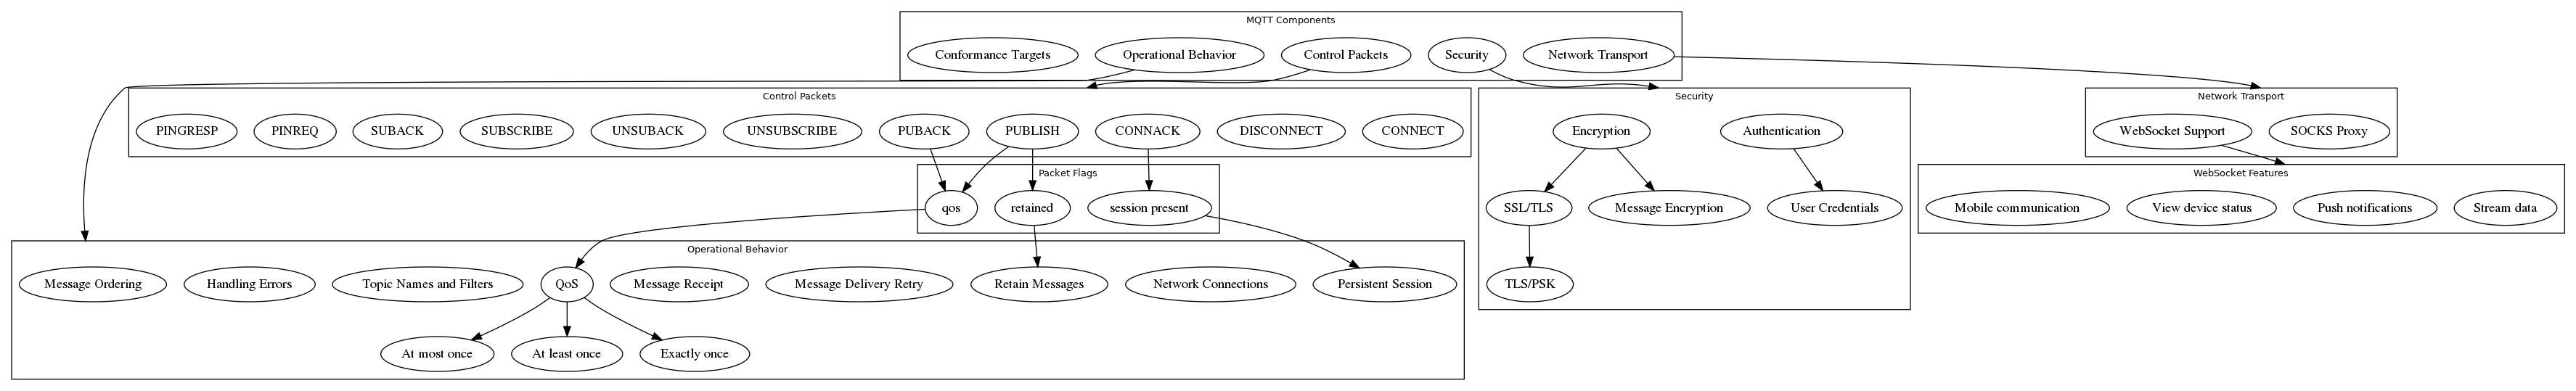 MQTT Components
Conformance Targets Operational Behavior Control Packets Security Network Transport
Control Packets
PINGRESP PINREQ SUBACK SUBSCRIBE UNSUBACK UNSUBSCRIBE PUBACK PUBLISH CONNACK DISCONNECT CONNECT
Security
Encryption Authentication
Network Transport
WebSocket Support SOCKS Proxy
Packet Flags
qos retained session present
SSL/TLS Message Encryption User Credentials
WebSocket Features
Mobile communication View device status Push notifications Stream data
Operational Behavior
Message Ordering Handling Errors Topic Names and Filters QoS Message Receipt Message Delivery Retry Retain Messages Network Connections Persistent Session
TLS/PSK
At most once At least once Exactly once